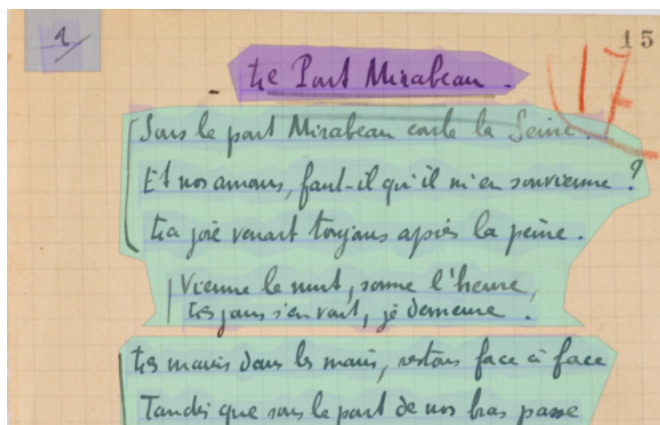 1
15
17
Le Pont Mirabeau.
Sous le pont Mirabeau coule la Seine.
Et nos amours, faut-il qu'il m'en souvienne ?
La joie venait toujours après la peine.
Vienne la nuit, sonne l'heure,
Les jours s'en vont, je demeure.
Les mains dans les mains, restons face à face
Tandis que sous le pont de nos bras passe